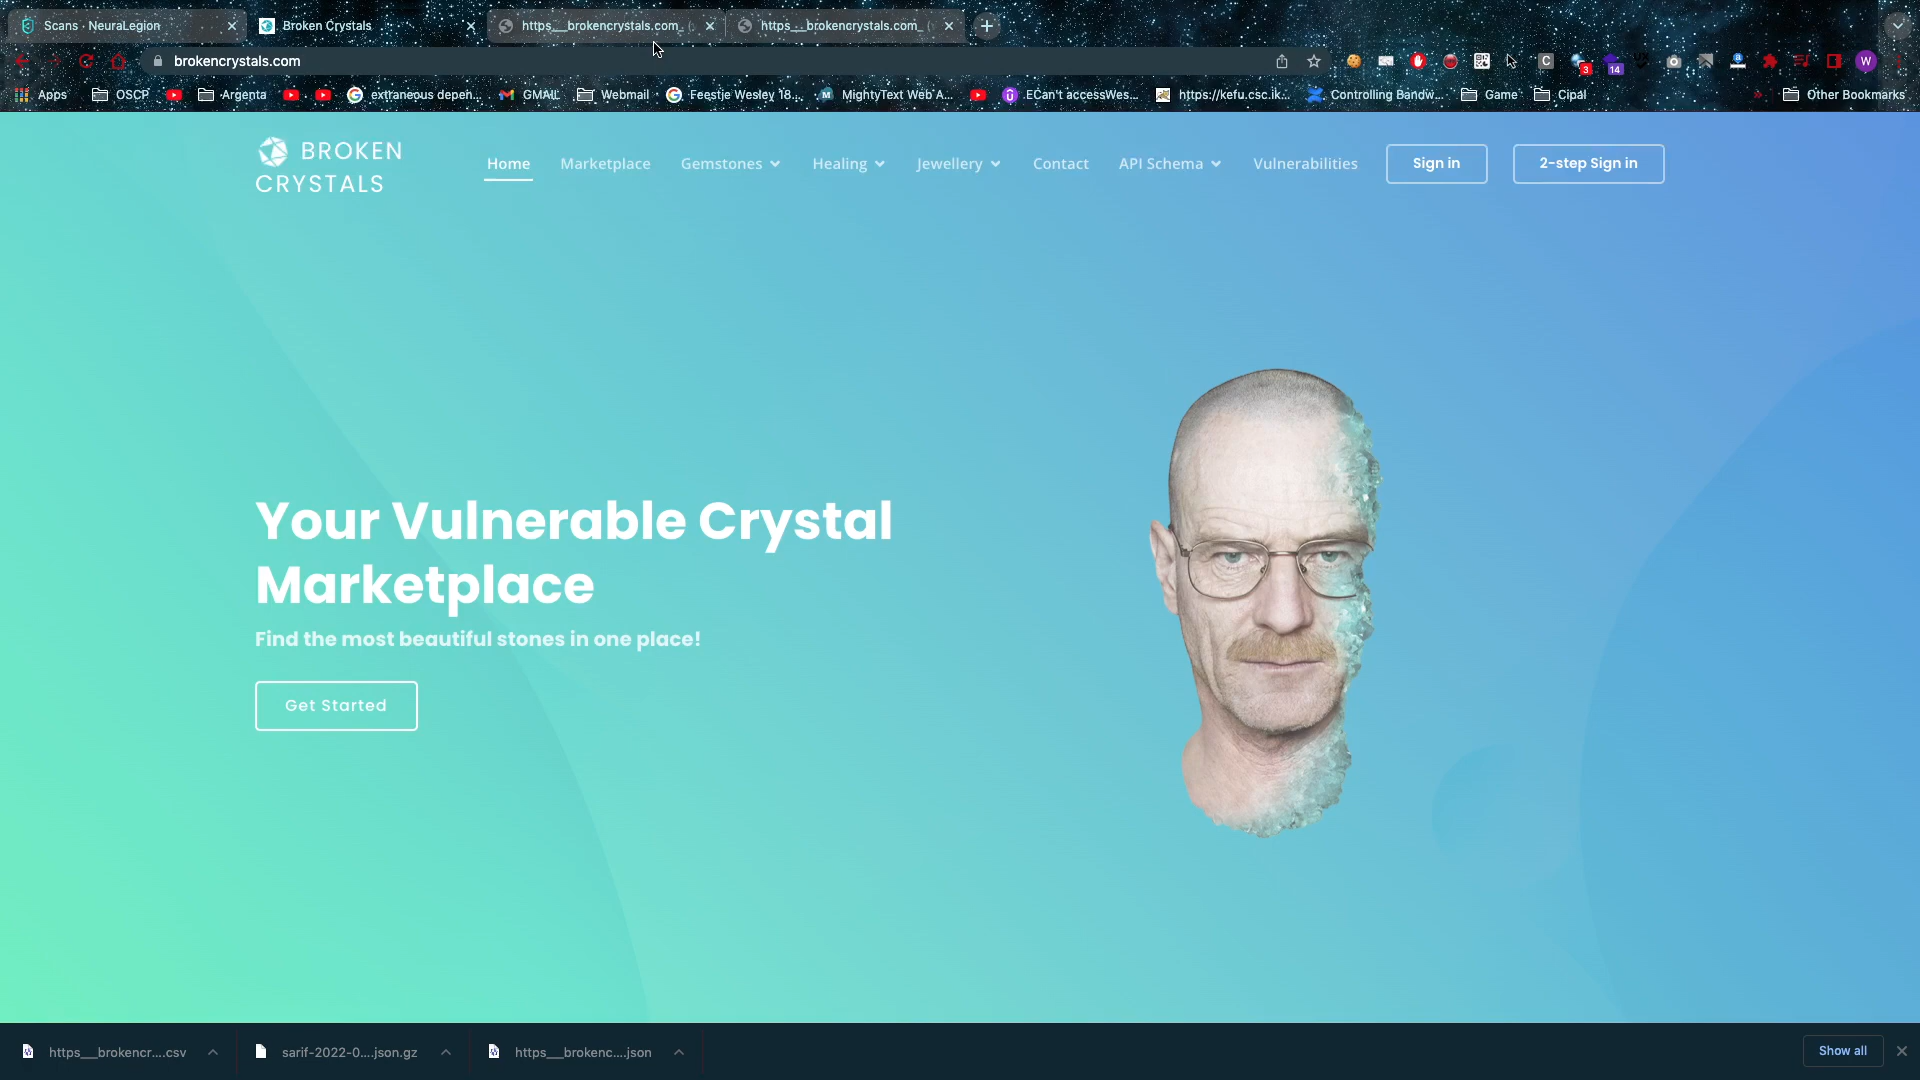 Scans · NeuraLegion
Broken Crystals
https__brokencrystals.com_
https__brokencrystals.com_
brokencrystals.com
3
14
C
W
Apps
OSCP
Argenta
extraneous depen...
GMAIL
Webmail
Feestje Wesley 18...
MightyText Web A...
ECan't accessWes...
https://kefu.csc.ik...
Controlling Bandw...
Game
Cipal
Other Bookmarks
BROKEN
CRYSTALS
Home
Marketplace
Gemstones
Healing
Jewellery
Contact
API Schema
Vulnerabilities
Sign in
2-step Sign in
Your Vulnerable Crystal
Marketplace
Find the most beautiful stones in one place!
Get Started
https__brokencr....csv
sarif-2022-0....json.gz
https__brokenc....json
Show all